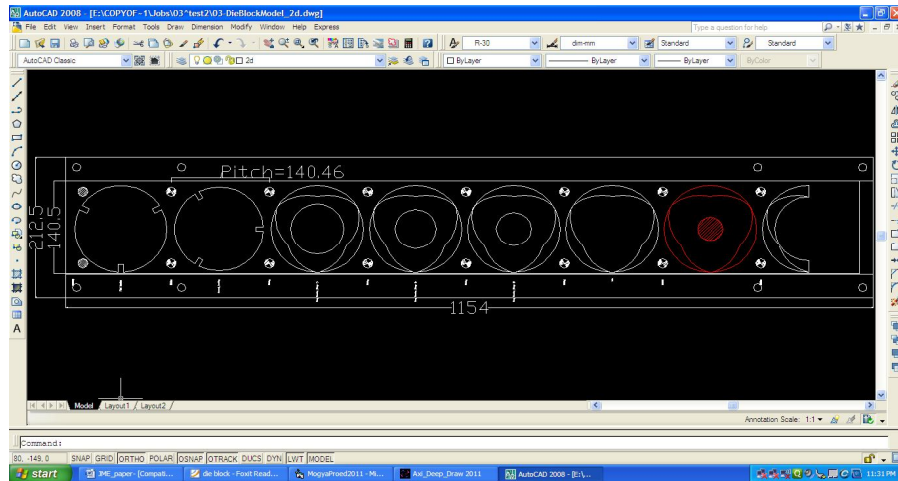 AutoCAD 2008 - [E:\COPYOF~1\Jobs\03^test2\03-DieBlockModel_2d.dwg]
File Edit View Insert Format Tools Draw Dimension Modify Window Help Express
Type a question for help
R-30
dim-mm
Standard
Standard
AutoCAD Classic
2d
ByLayer
ByLayer
ByLayer
ByColor
Pitch=140.46
212.5
140.5
1154
Model Layout1 Layout2
Annotation Scale: 1:1
Command:
80, -149, 0 SNAP GRID ORTHO POLAR OSNAP OTRACK DUCS DYN LWT MODEL
start
JME_paper- [Compati...
die block - Foxit Read...
MogyaProed2011 - Mi...
Axi_Deep_Draw 2011
AutoCAD 2008 - [E:\...
11:31 PM